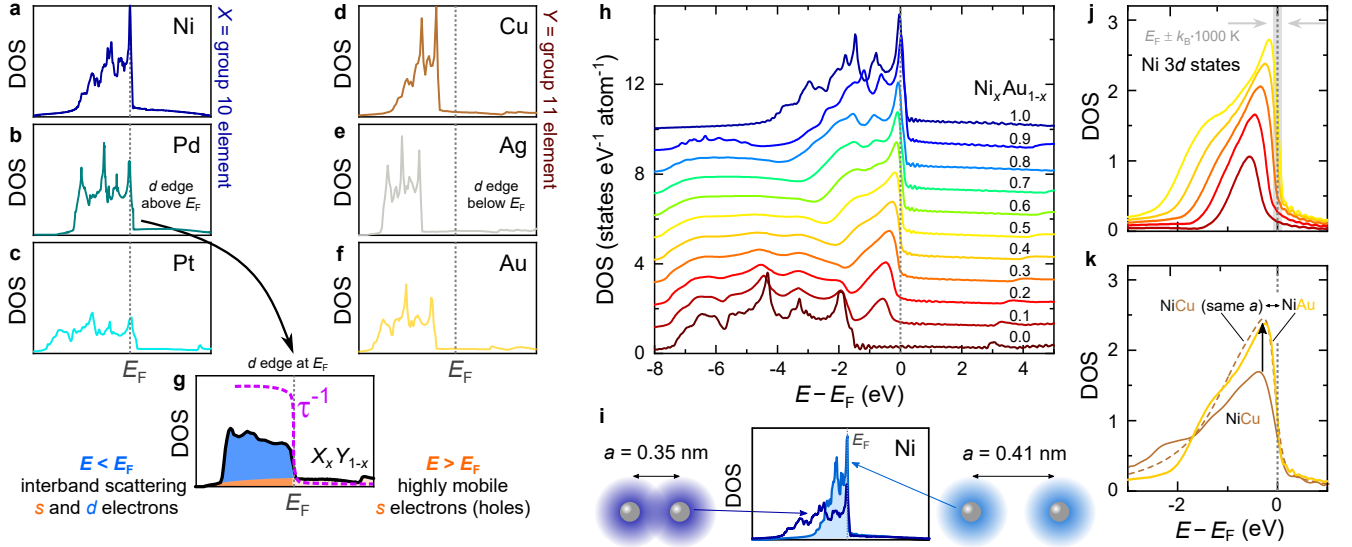 a
Ni
DOS
X = group 10 element
b
Pd
DOS
d edge
above EF
c
Pt
DOS
EF
d
Cu
DOS
Y = group 11 element
e
Ag
DOS
d edge
below EF
f
Au
DOS
EF
d edge at EF
g
DOS
τ-1
XxY1-x
EF
E < EF
interband scattering
s and d electrons
E > EF
highly mobile
s electrons (holes)
h
DOS (states eV-1 atom-1)
12
8
4
0
NixAu1-x
1.0
0.9
0.8
0.7
0.6
0.5
0.4
0.3
0.2
0.1
0.0
-8 -6 -4 -2 0 2 4
E – EF (eV)
i
a = 0.35 nm
DOS
EF
Ni
a = 0.41 nm
j
EF ± kB·1000 K
Ni 3d states
DOS
3
2
1
0
k
NiCu (same a) ↔ NiAu
NiCu
DOS
3
2
1
0
-2 0
E – EF (eV)